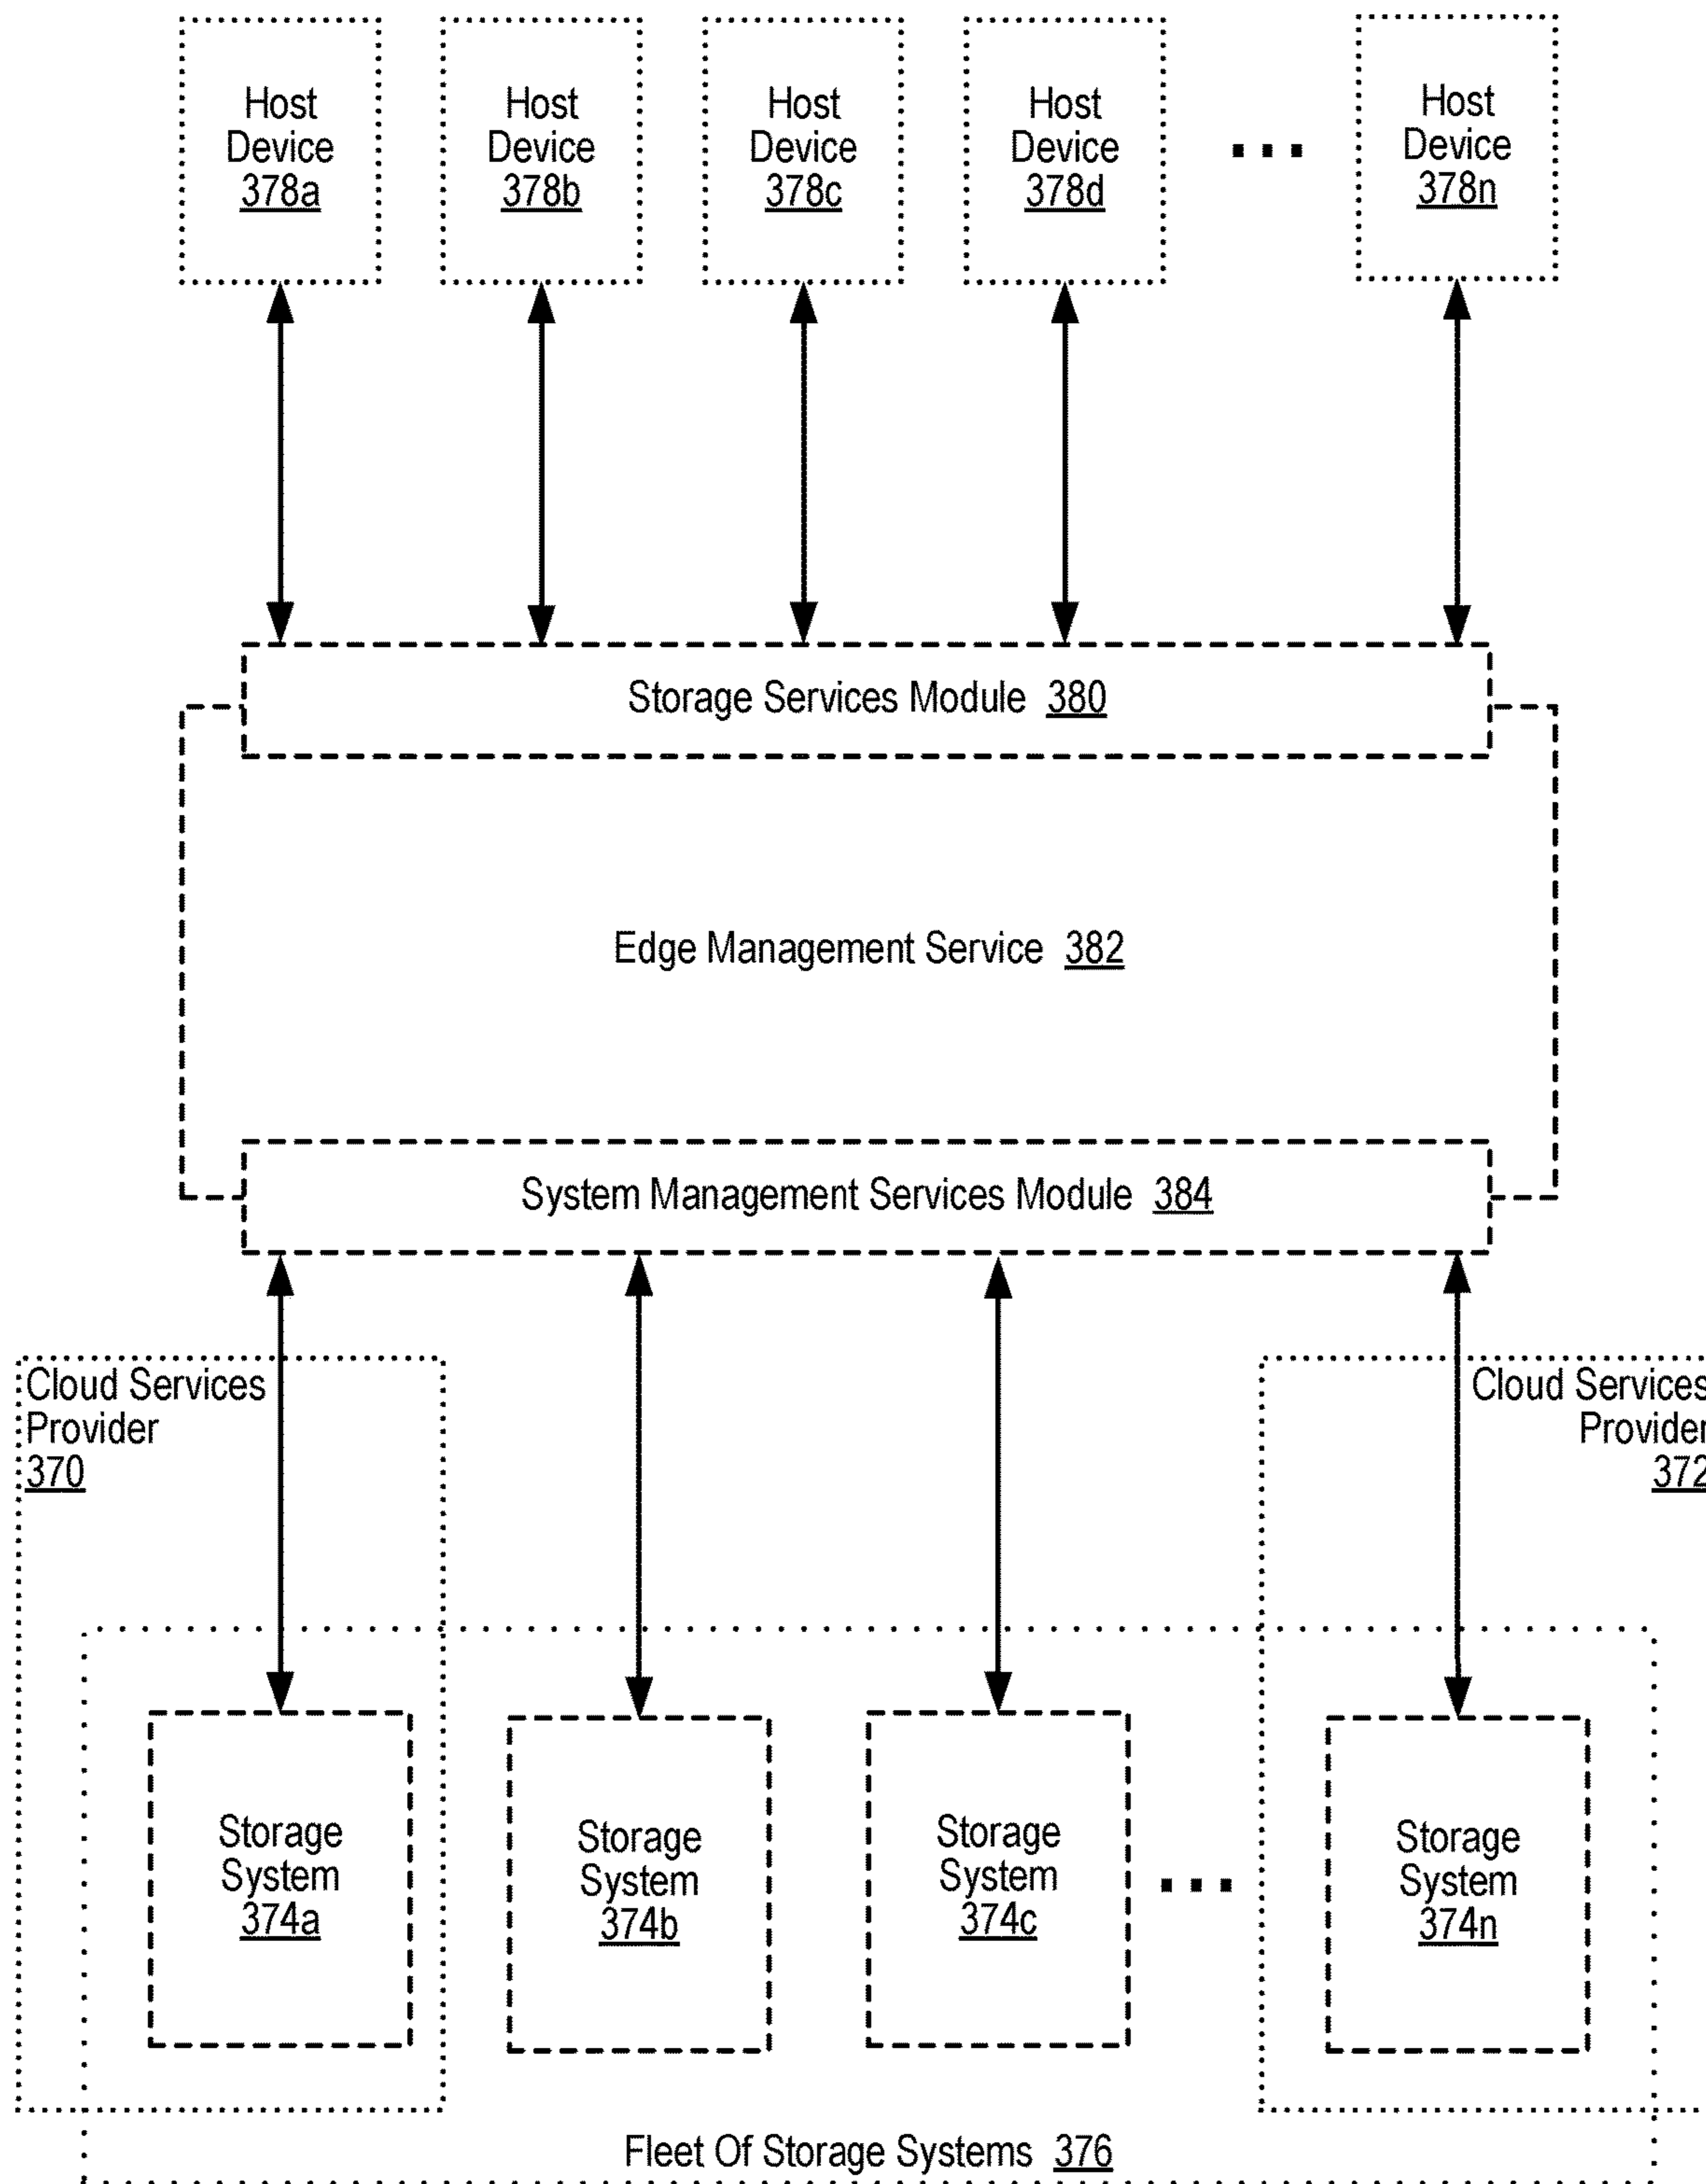 Host
Device
378a
Host
Device
378b
Host
Device
378c
Host
Device
378d
...
Host
Device
378n
Storage Services Module 380
Edge Management Service 382
System Management Services Module 384
Cloud Services
Provider
370
Cloud Services
Provider
372
Storage
System
374a
Storage
System
374b
Storage
System
374c
...
Storage
System
374n
Fleet Of Storage Systems 376